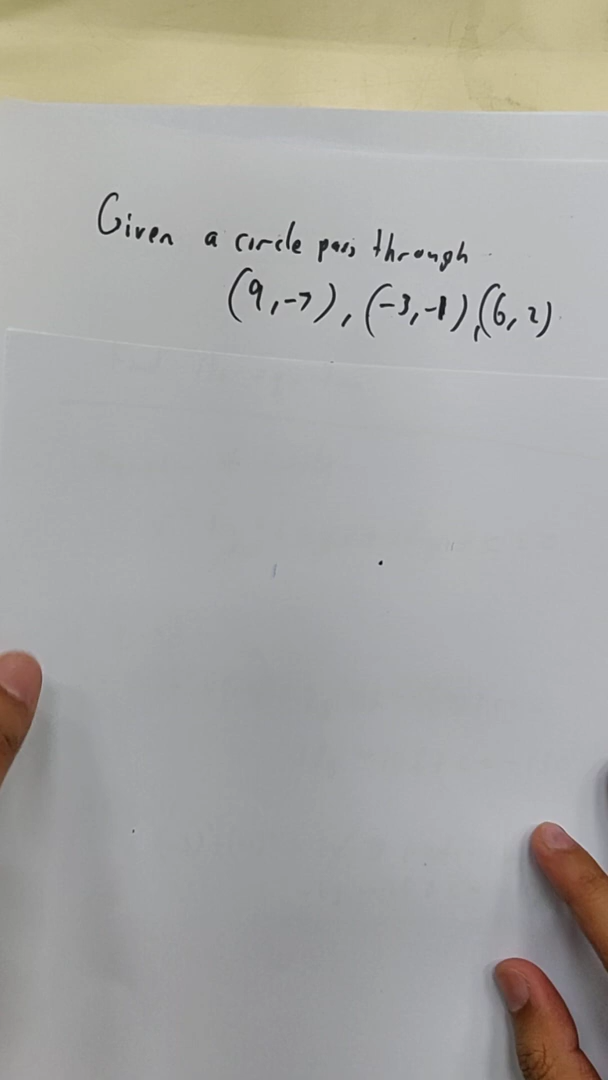 Given a circle pass through
(9,-7), (-3,-1), (6,2)